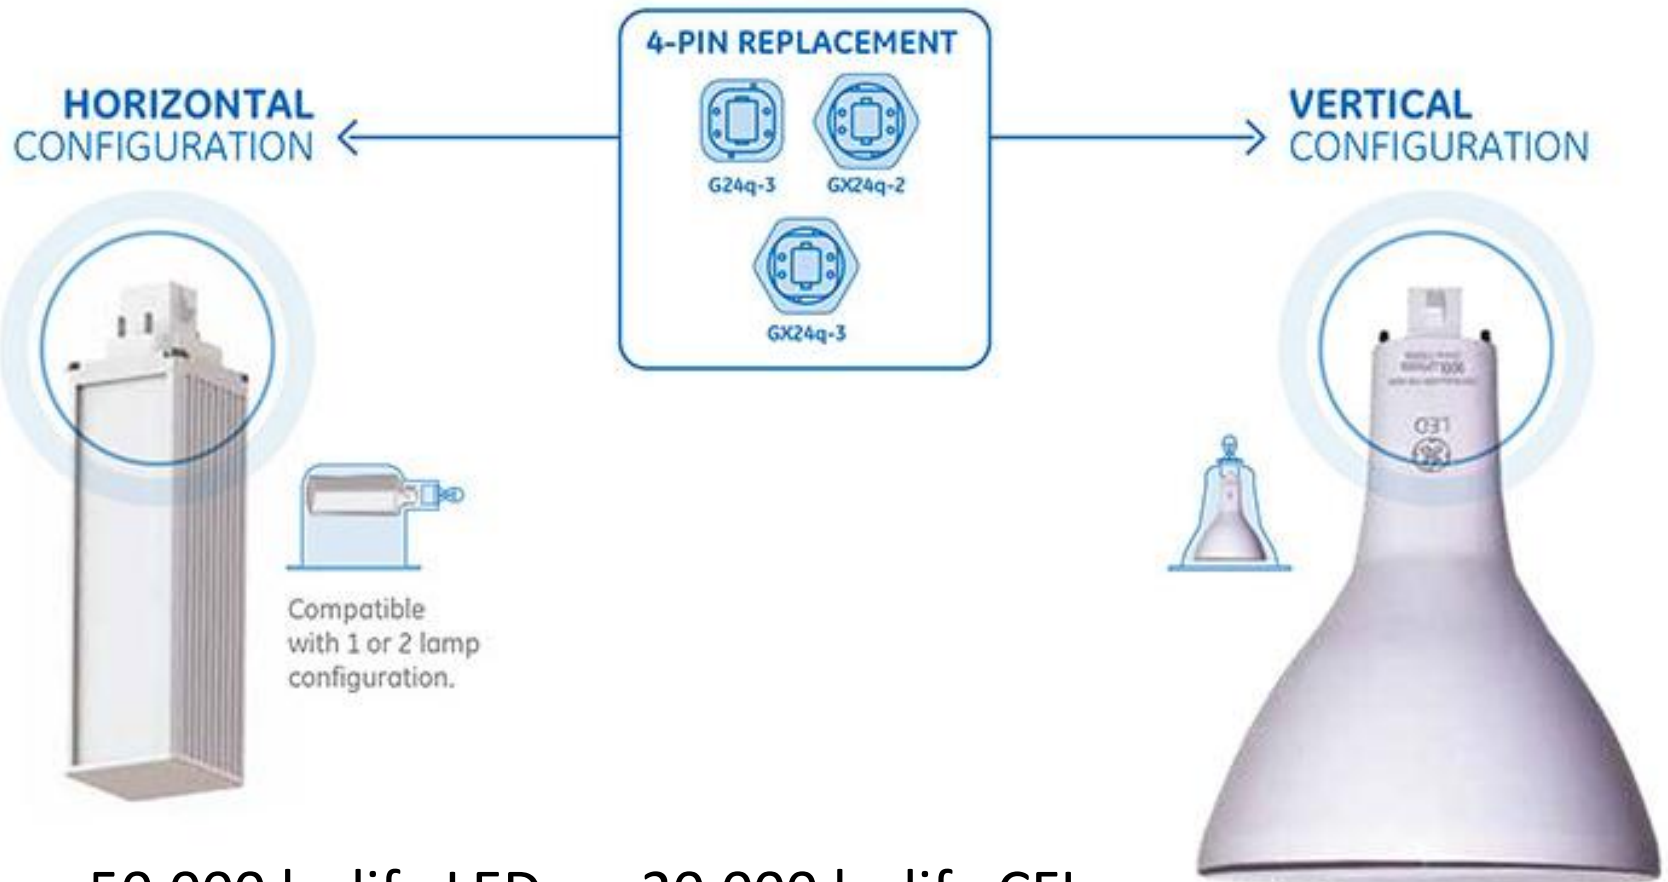 4-PIN REPLACEMENT
HORIZONTAL
CONFIGURATION
VERTICAL
CONFIGURATION
G24q-3
GX24q-2
GX24q-3
LED
Compatible
with 1 or 2 lamp
configuration.